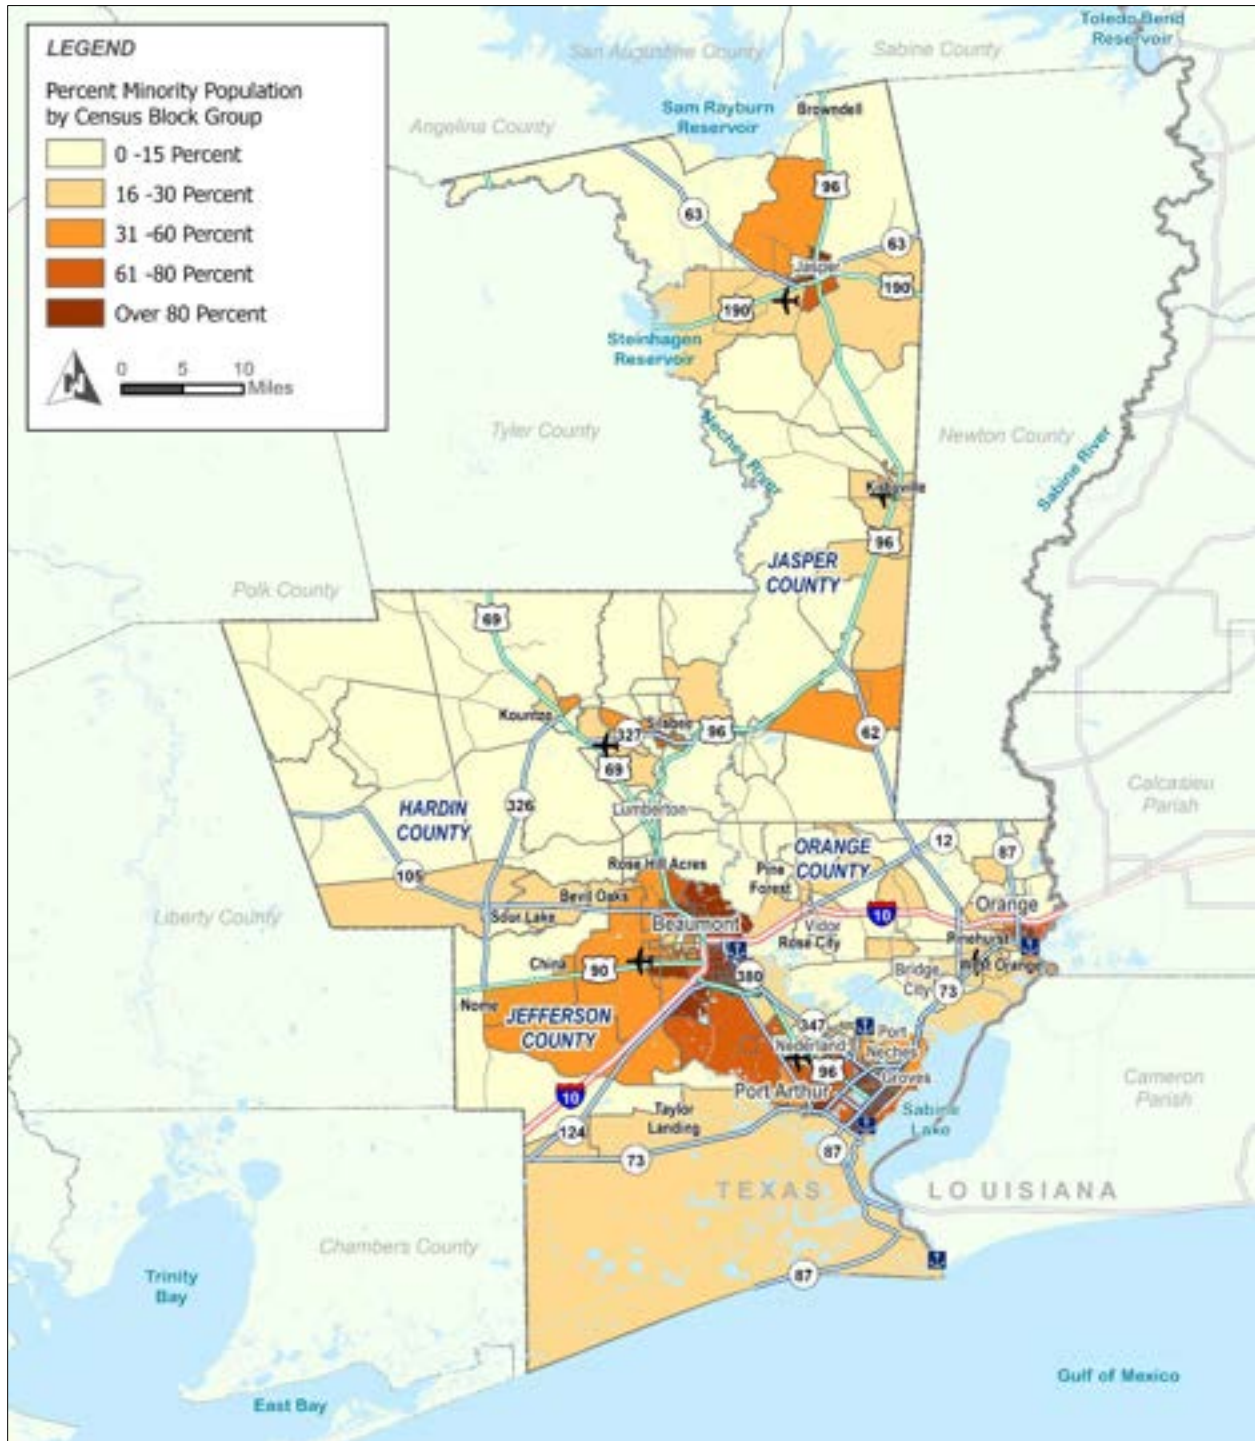 LEGEND
Percent Minority Population
by Census Block Group
0 -15 Percent
16 -30 Percent
31 -60 Percent
61 -80 Percent
Over 80 Percent
0 5 10
Miles
N
Toledo Bend
Reservoir
San Augustine County
Sabine County
Sam Rayburn
Reservoir
Browndell
Angelina County
96
63
63
Jasper
190
190
Steinhagen
Reservoir
Tyler County
Neches River
Newton County
Sabine River
Kirbyville
96
JASPER
COUNTY
Polk County
69
Kountze
327
Silsbee
96
62
69
Calcasieu
Parish
HARDIN
COUNTY
326
Lumberton
ORANGE
COUNTY
12
87
105
Rose Hill Acres
Pine
Forest
Bevil Oaks
Liberty County
Sour Lake
Beaumont
10
Orange
Vidor
Rose City
Pinehurst
West Orange
China
90
380
Bridge
City
73
Nome
JEFFERSON
COUNTY
347
Port
Neches
Nederland
96
Groves
10
Port Arthur
Cameron
Parish
Taylor
Landing
Sabine
Lake
124
73
87
TEXAS
LOUISIANA
Chambers County
Trinity
Bay
87
Gulf of Mexico
East Bay